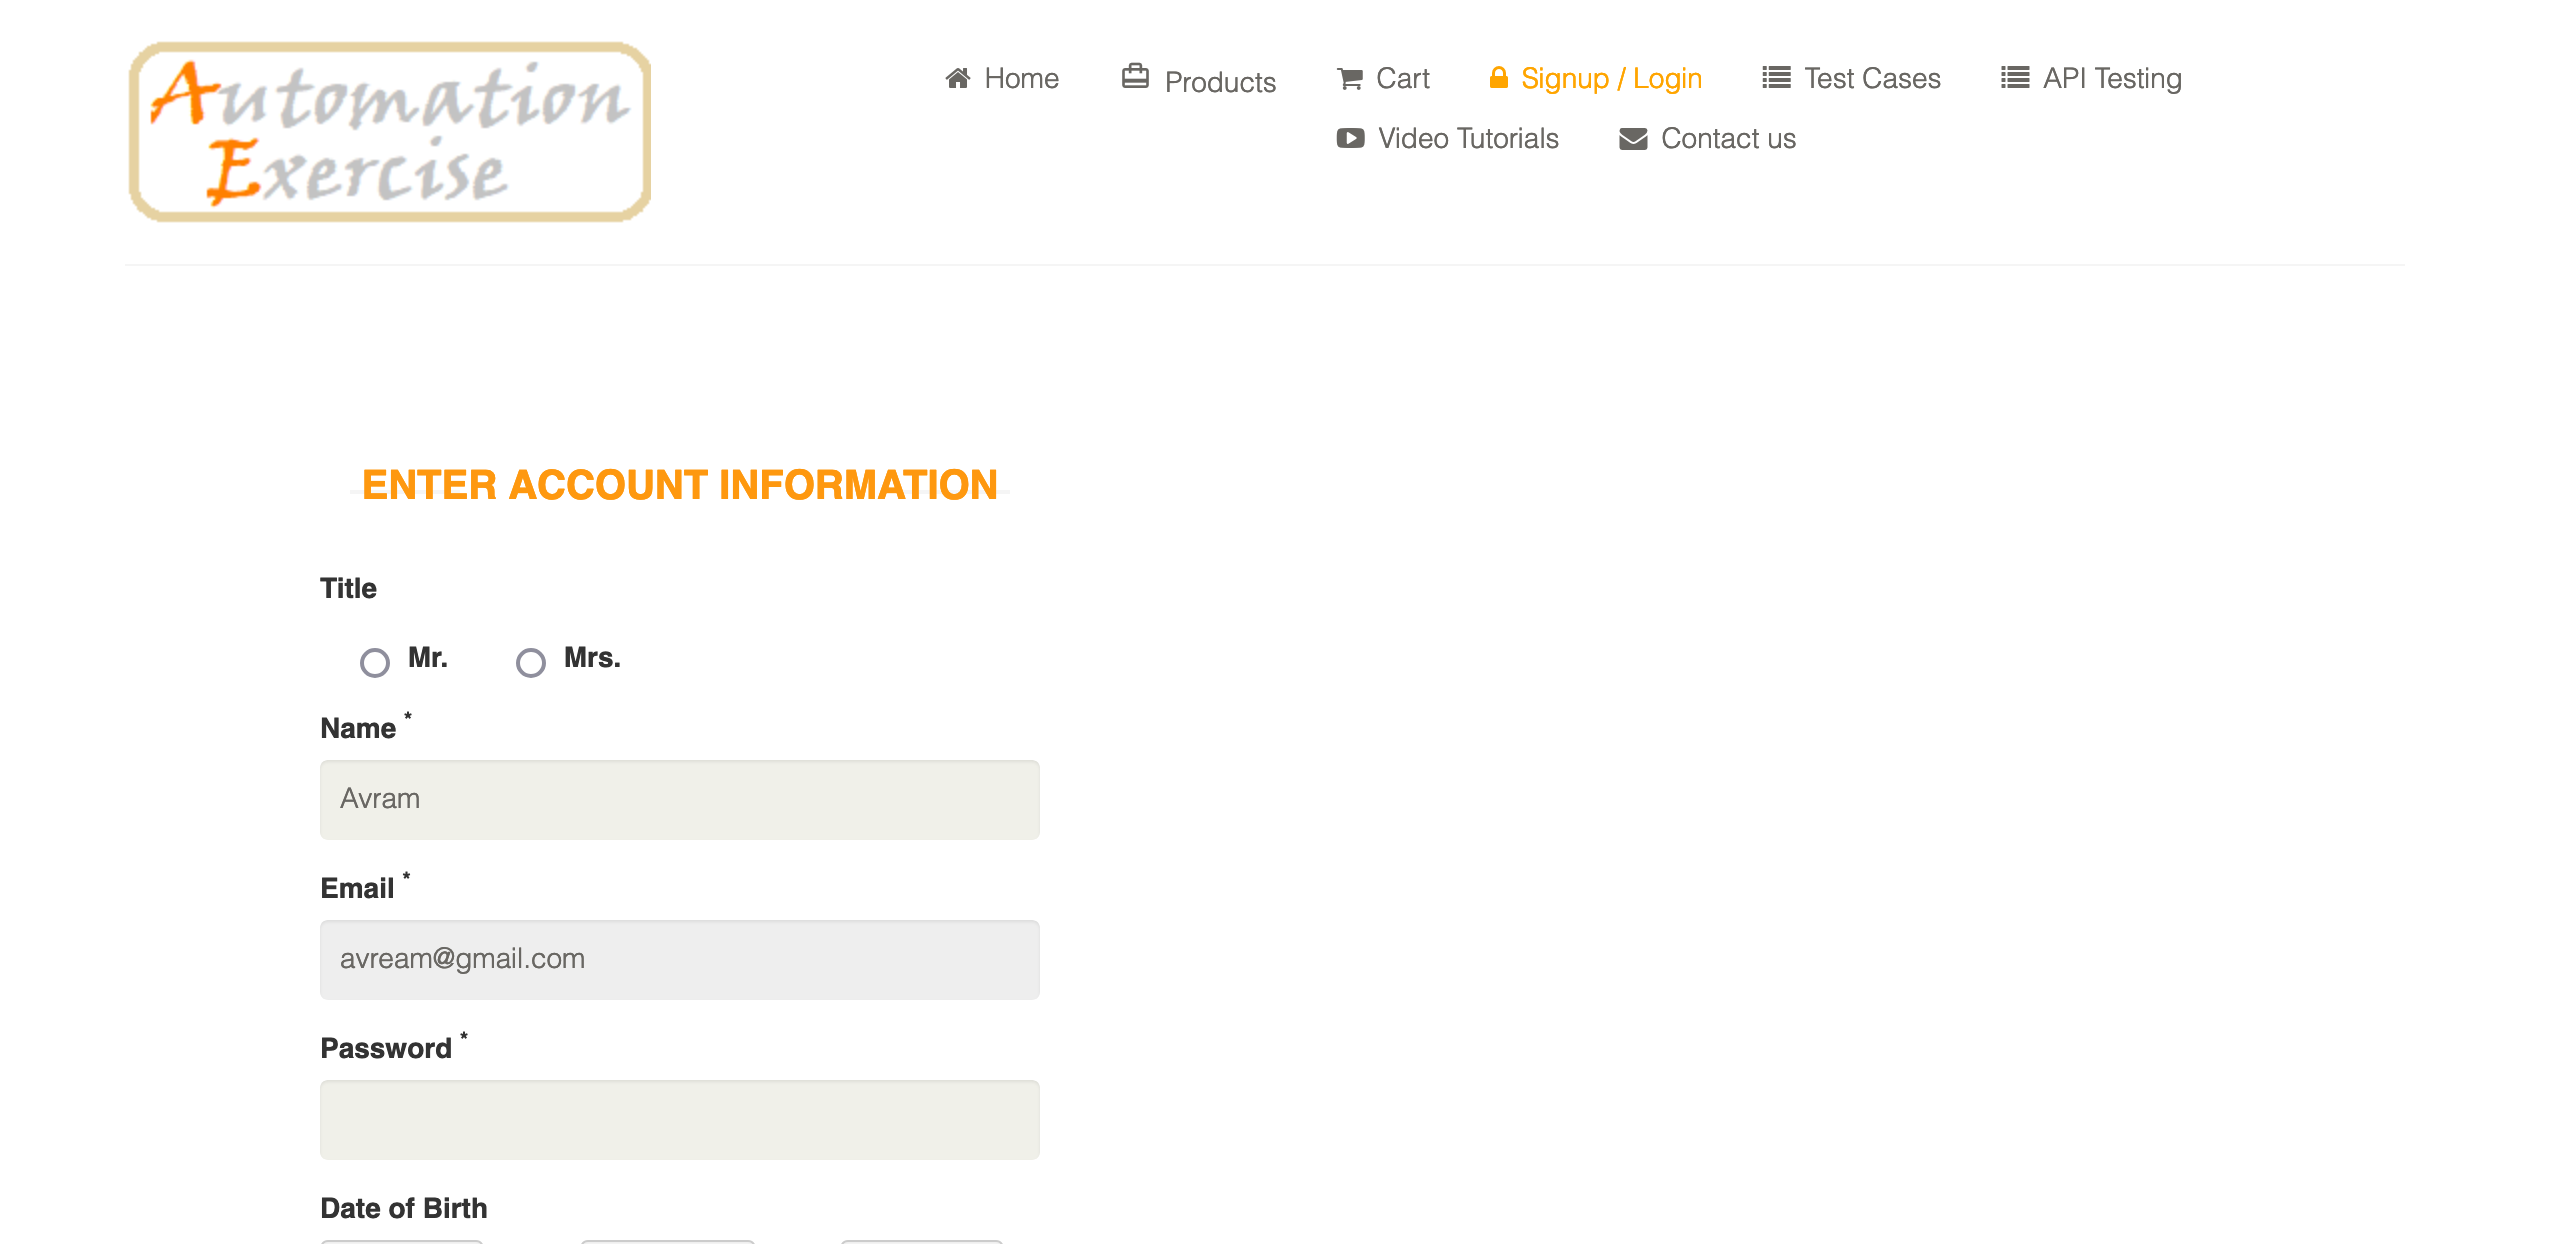 Automation
Exercise
Home Products Cart Signup / Login Test Cases API Testing
Video Tutorials Contact us
ENTER ACCOUNT INFORMATION
Title
Mr. Mrs.
Name *
Avram
Email *
avream@gmail.com
Password *
Date of Birth